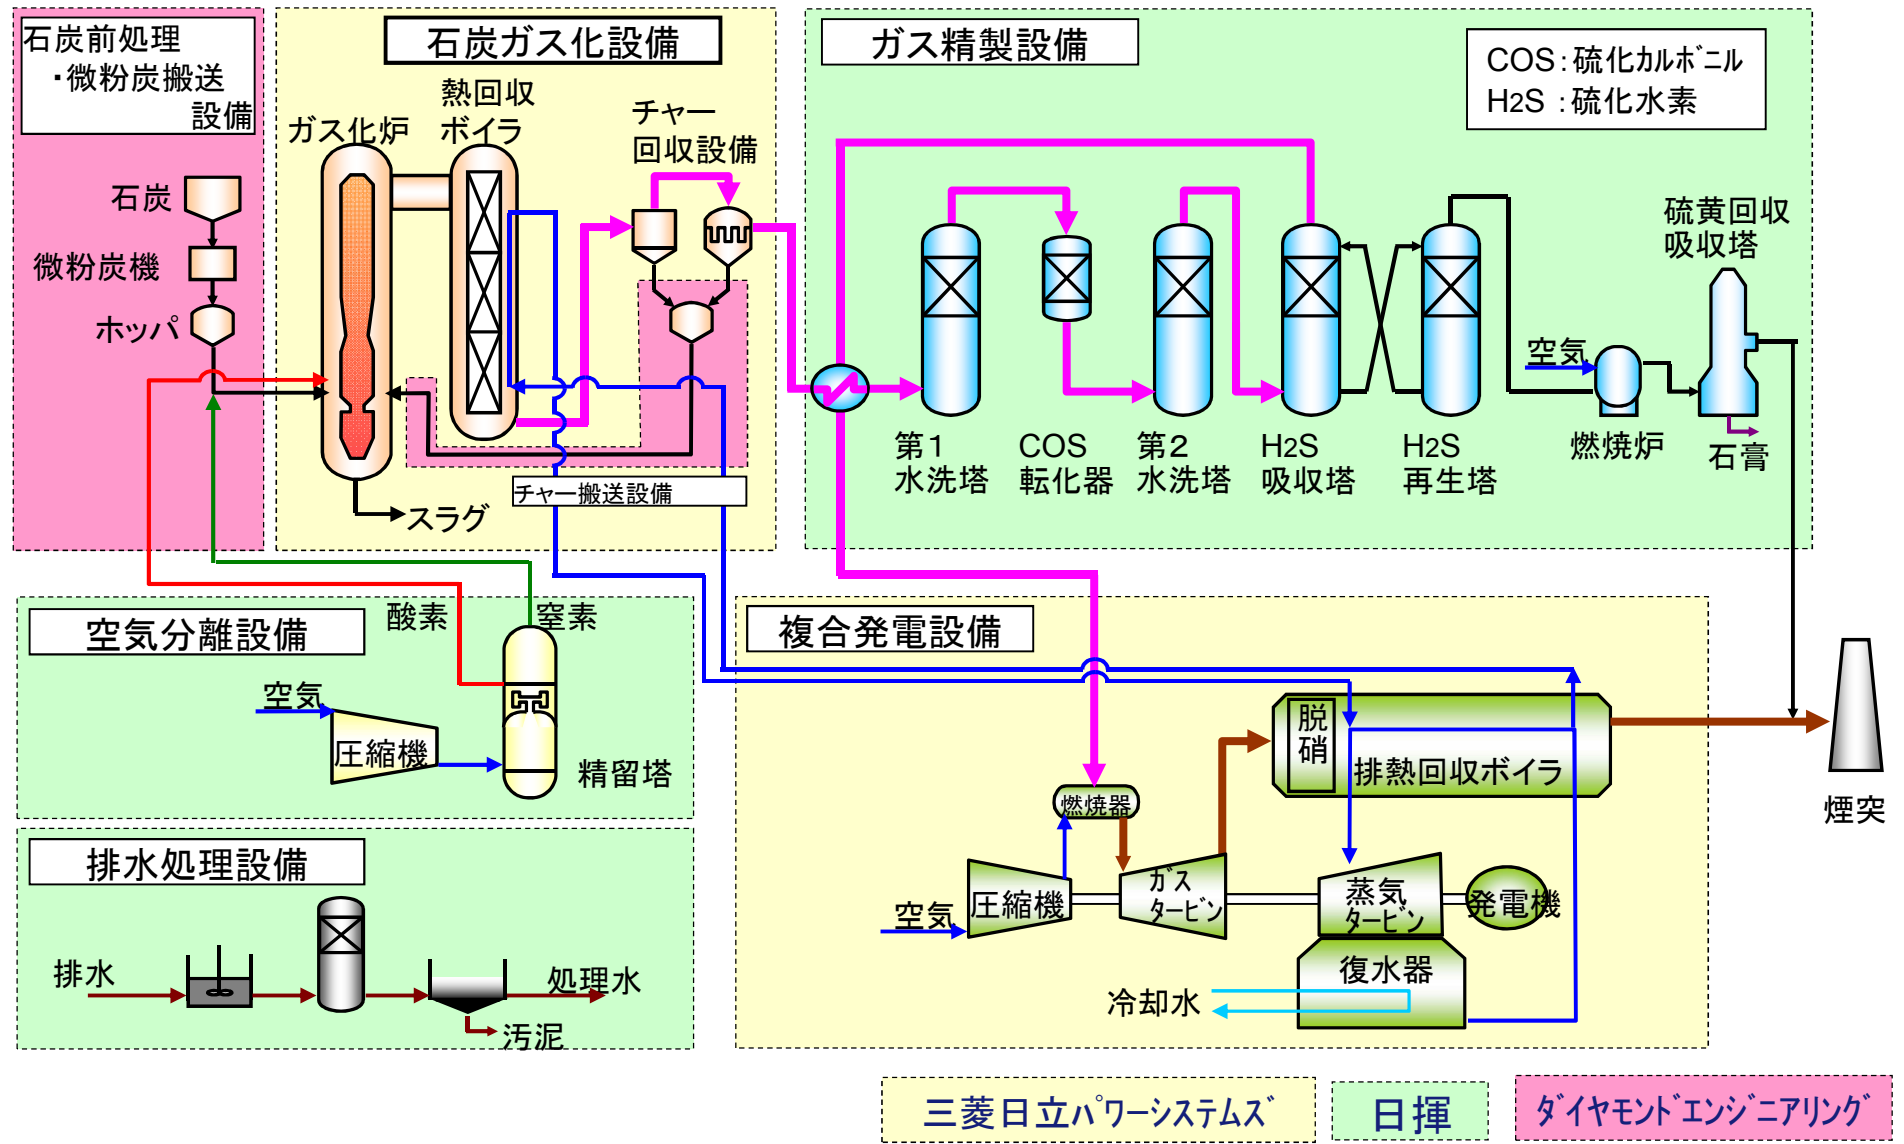 石炭前処理
・微粉炭搬送
設備
石炭
微粉炭機
ホッパ
石炭ガス化設備
ガス化炉
熱回収
ボイラ
チャー
回収設備
チャー搬送設備
スラグ
ガス精製設備
COS：硫化ｶﾙﾎﾞﾆﾙ
H2S ：硫化水素
第１
水洗塔
COS
転化器
第２
水洗塔
H2S
吸収塔
H2S
再生塔
空気
燃焼炉
硫黄回収
吸収塔
石膏
空気分離設備
酸素
窒素
空気
圧縮機
精留塔
排水処理設備
排水
処理水
汚泥
複合発電設備
脱
硝
排熱回収ボイラ
燃焼器
空気
圧縮機
ｶﾞｽ
ﾀｰﾋﾞﾝ
蒸気
ﾀｰﾋﾞﾝ
発電機
復水器
冷却水
煙突
三菱日立ﾊﾟﾜｰｼｽﾃﾑｽﾞ
日揮
ﾀﾞｲﾔﾓﾝﾄﾞｴﾝｼﾞﾆｱﾘﾝｸﾞ